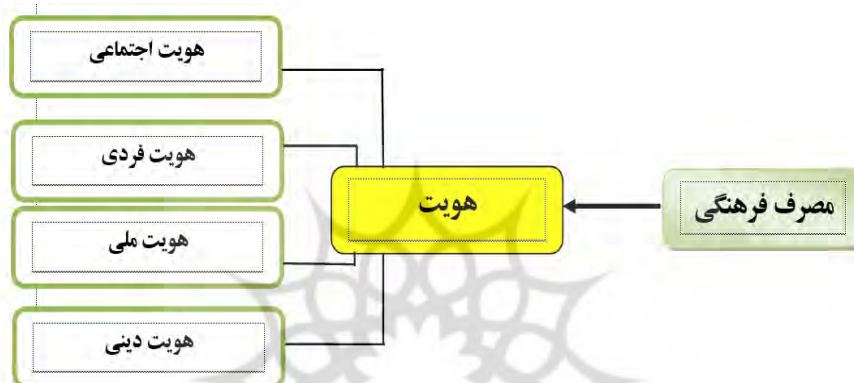 مصرف فرهنگی
هویت
هویت اجتماعی
هویت فردی
هویت ملی
هویت دینی